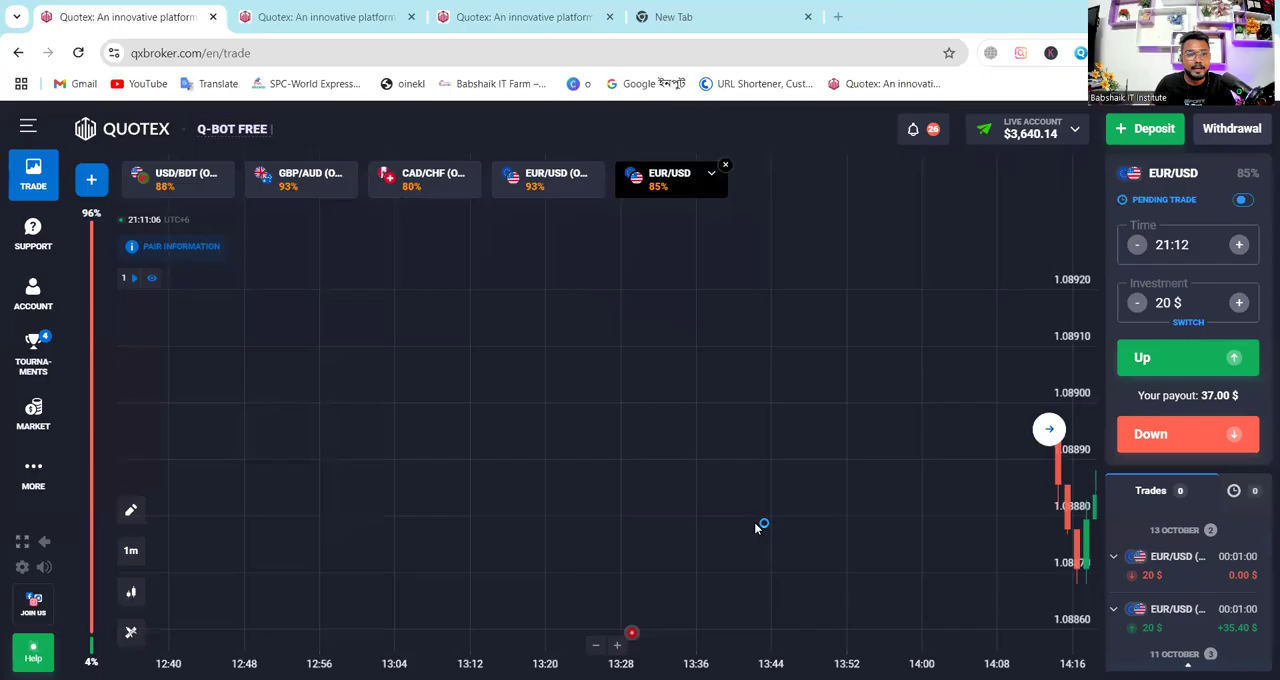 Quotex: An innovative platform
Quotex: An innovative platform
Quotex: An innovative platform
New Tab
qxbroker.com/en/trade
Gmail
YouTube
Translate
SPC-World Express...
oinekl
Babshaik IT Farm –...
o
Google ইনপুট
URL Shortener, Cust...
Quotex: An innovati...
Babshaik IT Institute
QUOTEX
Q-BOT FREE
26
LIVE ACCOUNT
$3,640.14
Deposit
Withdrawal
TRADE
SUPPORT
ACCOUNT
4
TOURNA-
MENTS
MARKET
MORE
JOIN US
Help
+
USD/BDT (O...
88%
GBP/AUD (O...
93%
CAD/CHF (O...
80%
EUR/USD (O...
93%
EUR/USD
85%
96%
4%
21:11:06 UTC+6
PAIR INFORMATION
1
1m
1.08920
1.08910
1.08900
1.08890
1.08880
1.08870
1.08860
12:40 12:48 12:56 13:04 13:12 13:20 13:28 13:36 13:44 13:52 14:00 14:08 14:16
EUR/USD 85%
PENDING TRADE
Time
- 21:12 +
Investment
- 20 $ +
SWITCH
Up
Your payout: 37.00 $
Down
Trades 0 0
13 OCTOBER 2
EUR/USD (... 00:01:00
20 $ 0.00 $
EUR/USD (... 00:01:00
20 $ +35.40 $
11 OCTOBER 3